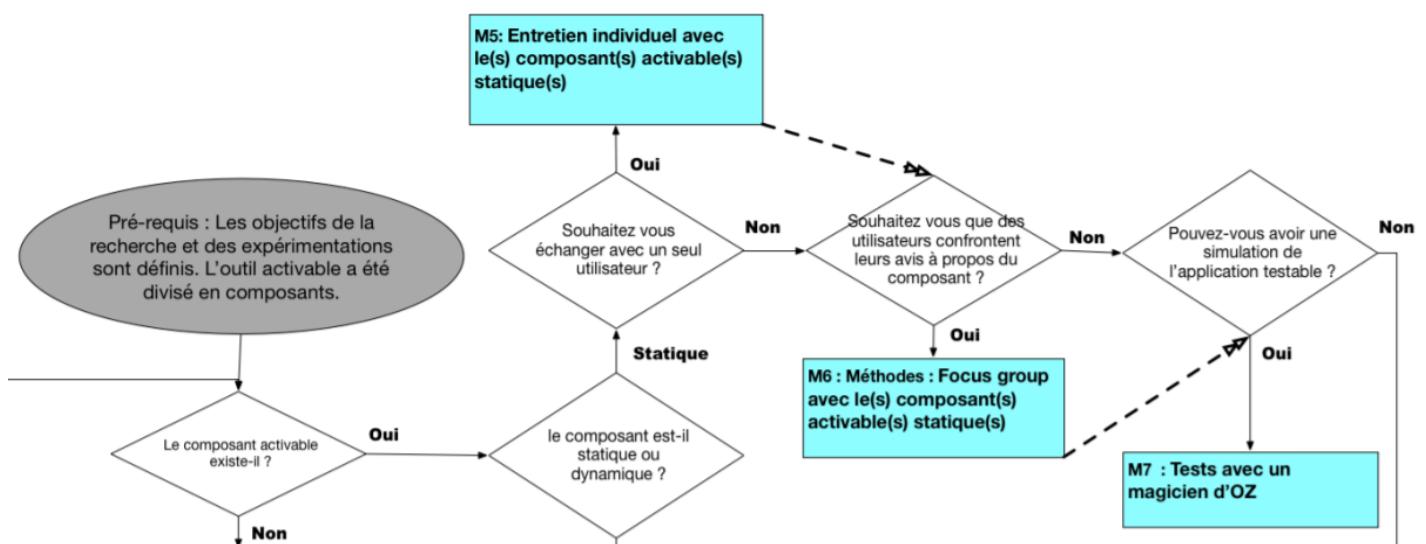 M5: Entretien individuel avec
le(s) composant(s) activable(s)
statique(s)
Oui
Pré-requis : Les objectifs de la
recherche et des expérimentations
sont définis. L'outil activable a été
divisé en composants.
Souhaitez vous
échanger avec un seul
utilisateur ?
Non
Souhaitez vous que des
utilisateurs confrontent
leurs avis à propos du
composant ?
Non
Pouvez-vous avoir une
simulation de
l'application testable ?
Non
Statique
Oui
Oui
M6 : Méthodes : Focus group
avec le(s) composant(s)
activable(s) statique(s)
Le composant activable
existe-il ?
Oui
le composant est-il
statique ou
dynamique ?
M7 : Tests avec un
magicien d'OZ
Non